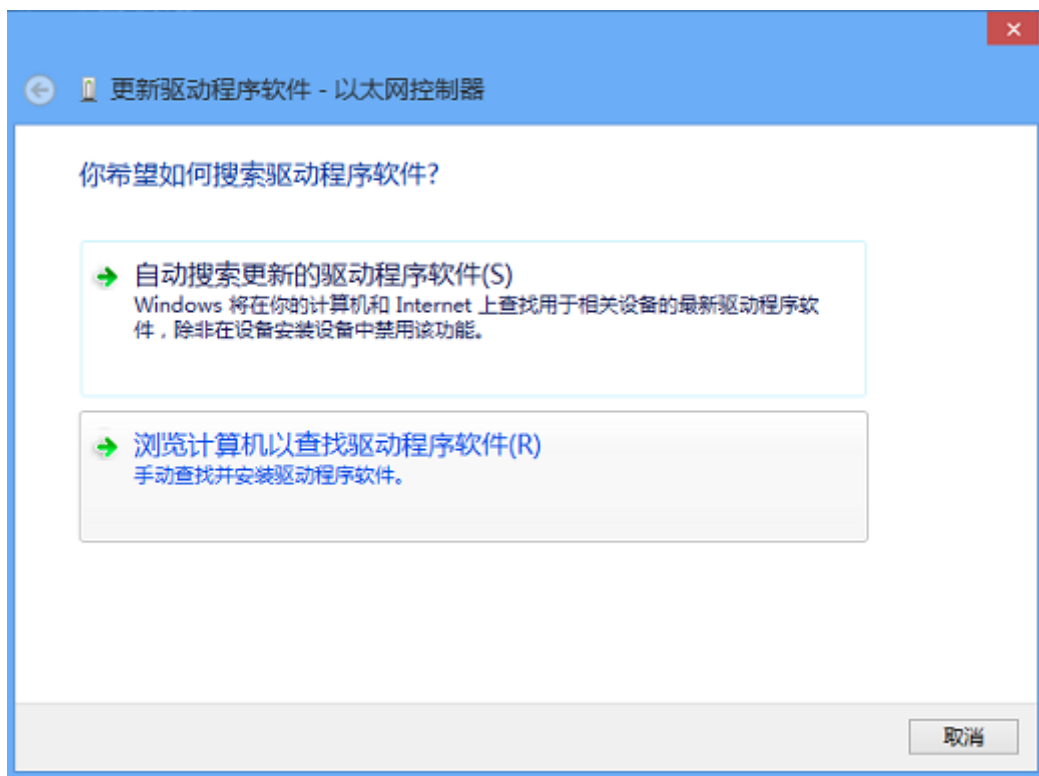 更新驱动程序软件 - 以太网控制器
你希望如何搜索驱动程序软件?
自动搜索更新的驱动程序软件(S)
Windows 将在你的计算机和 Internet 上查找用于相关设备的最新驱动程序软
件，除非在设备安装设备中禁用该功能。
浏览计算机以查找驱动程序软件(R)
手动查找并安装驱动程序软件。
取消